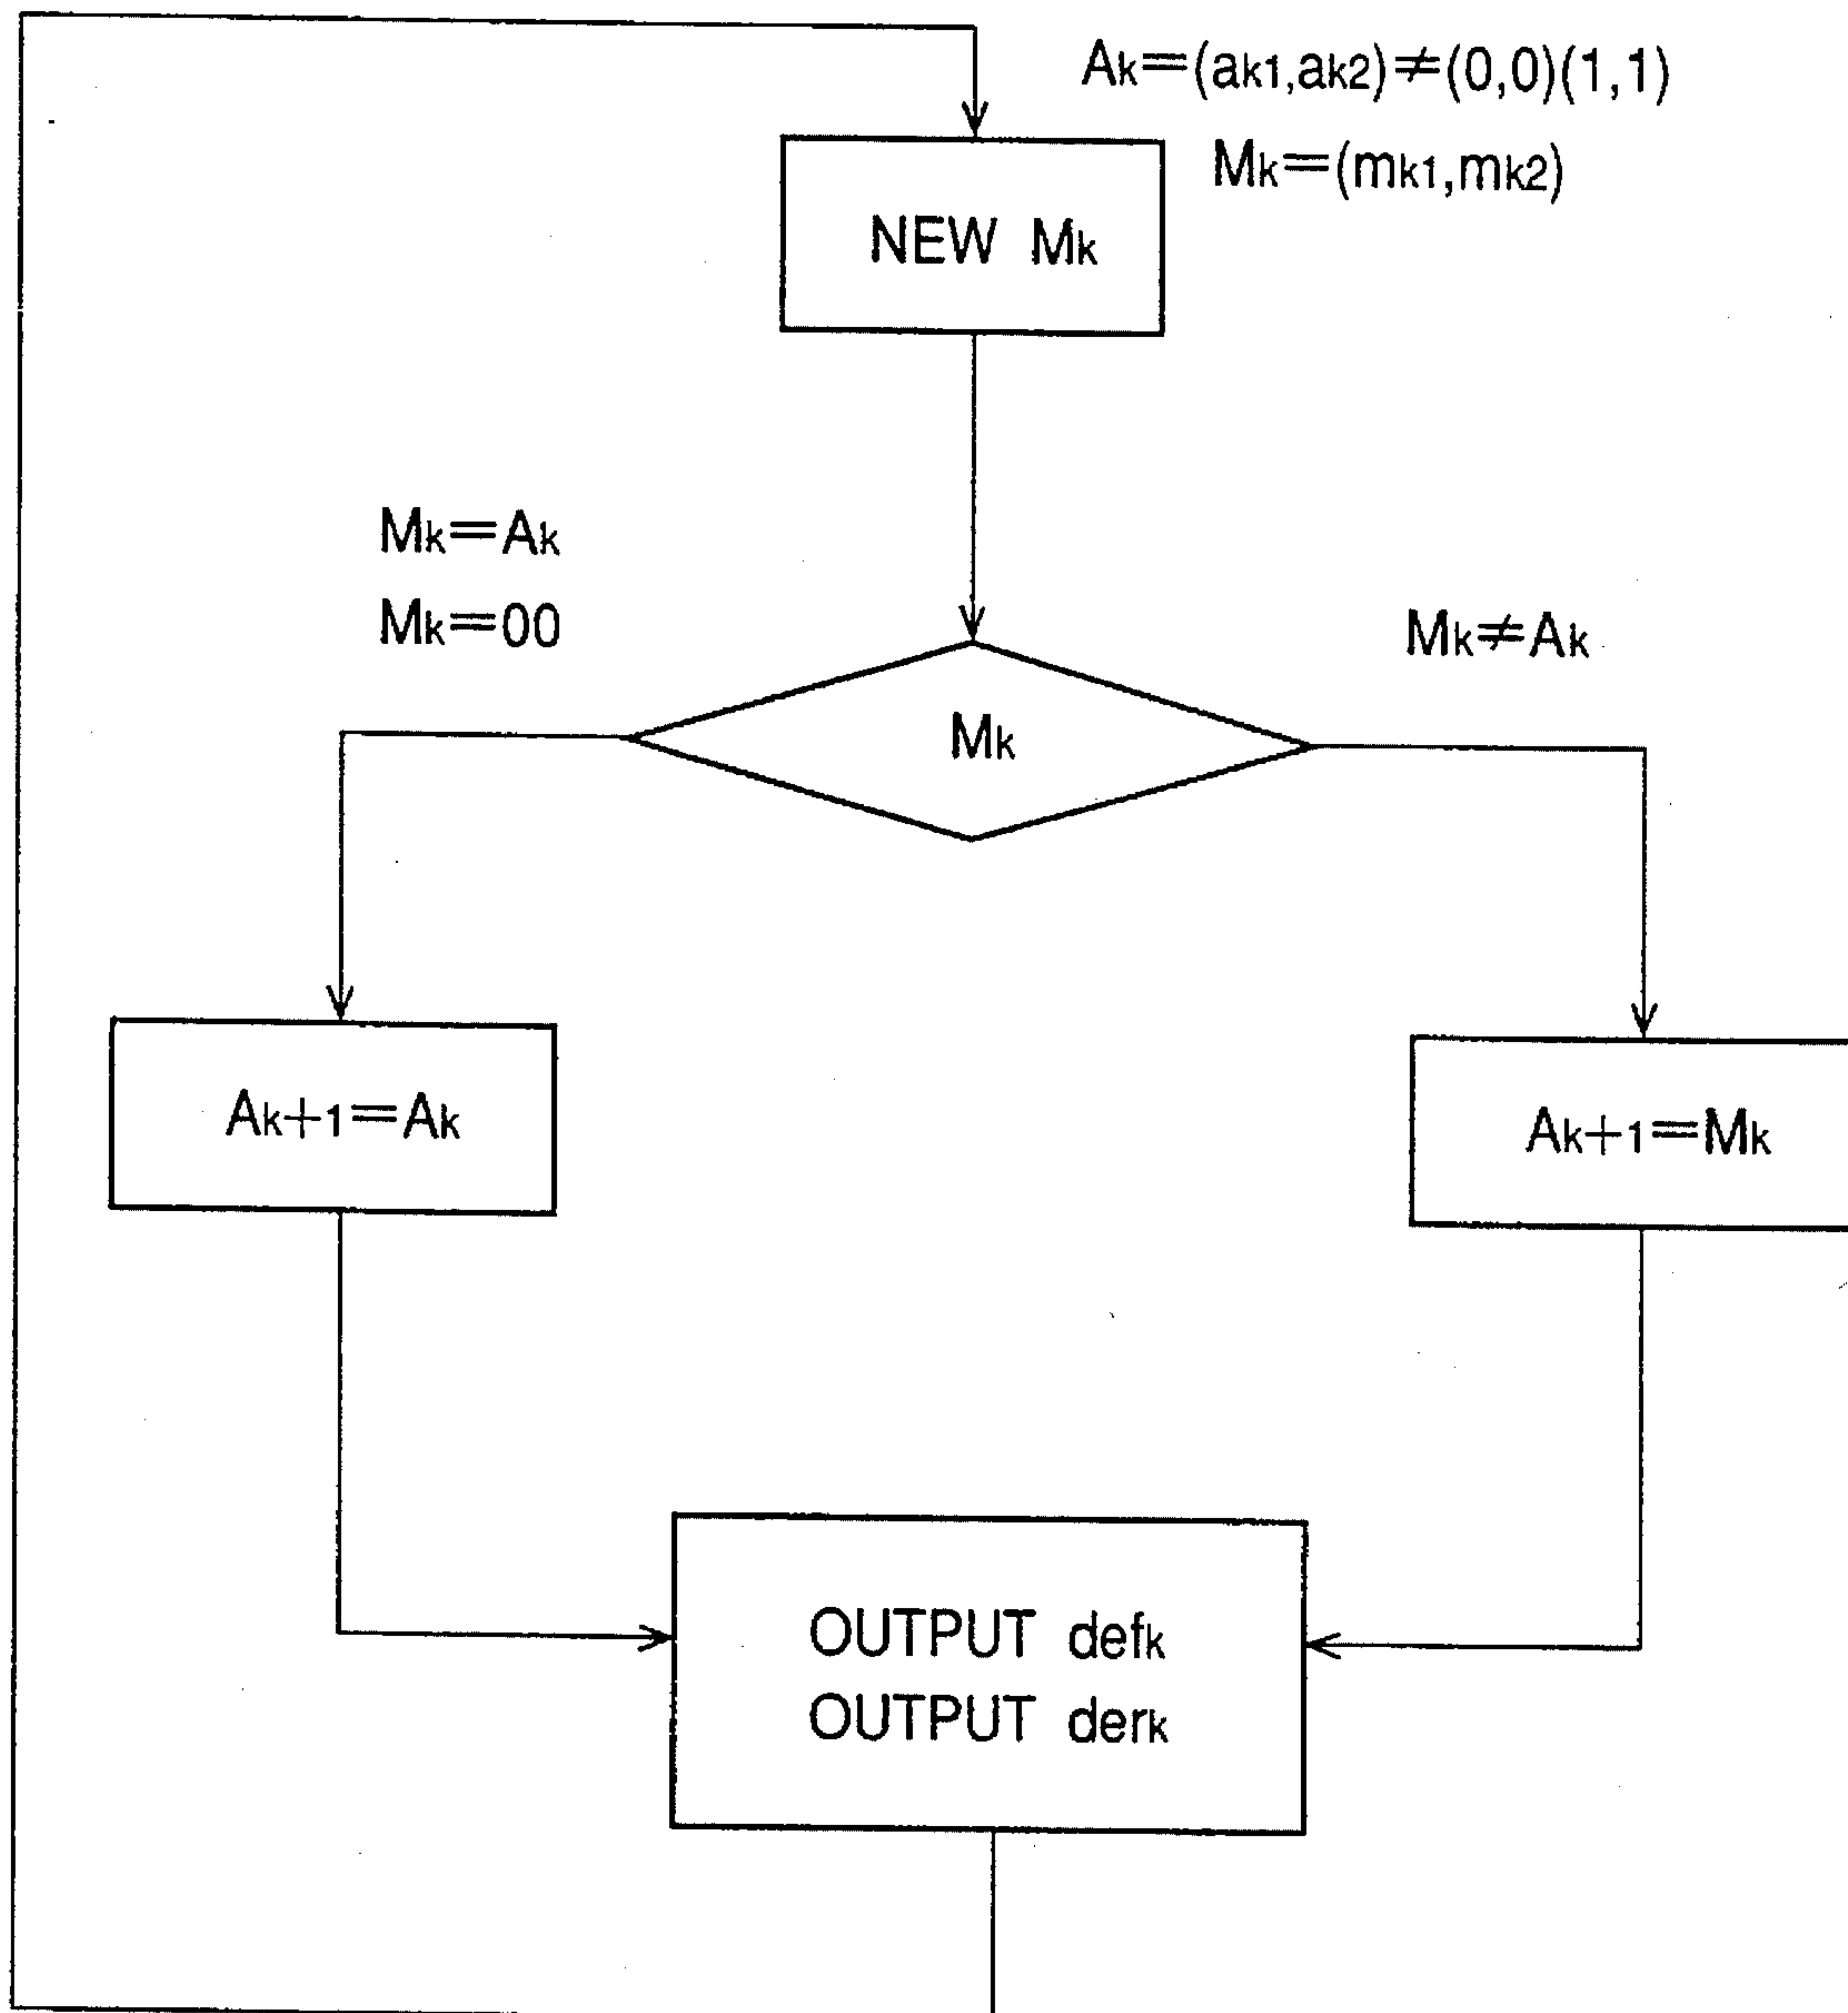 Ak=(ak1,ak2)≠(0,0)(1,1)
Mk=(mk1,mk2)
NEW Mk
Mk=Ak
Mk=00
Mk≠Ak
Mk
Ak+1=Ak
Ak+1=Mk
OUTPUT defk
OUTPUT derk